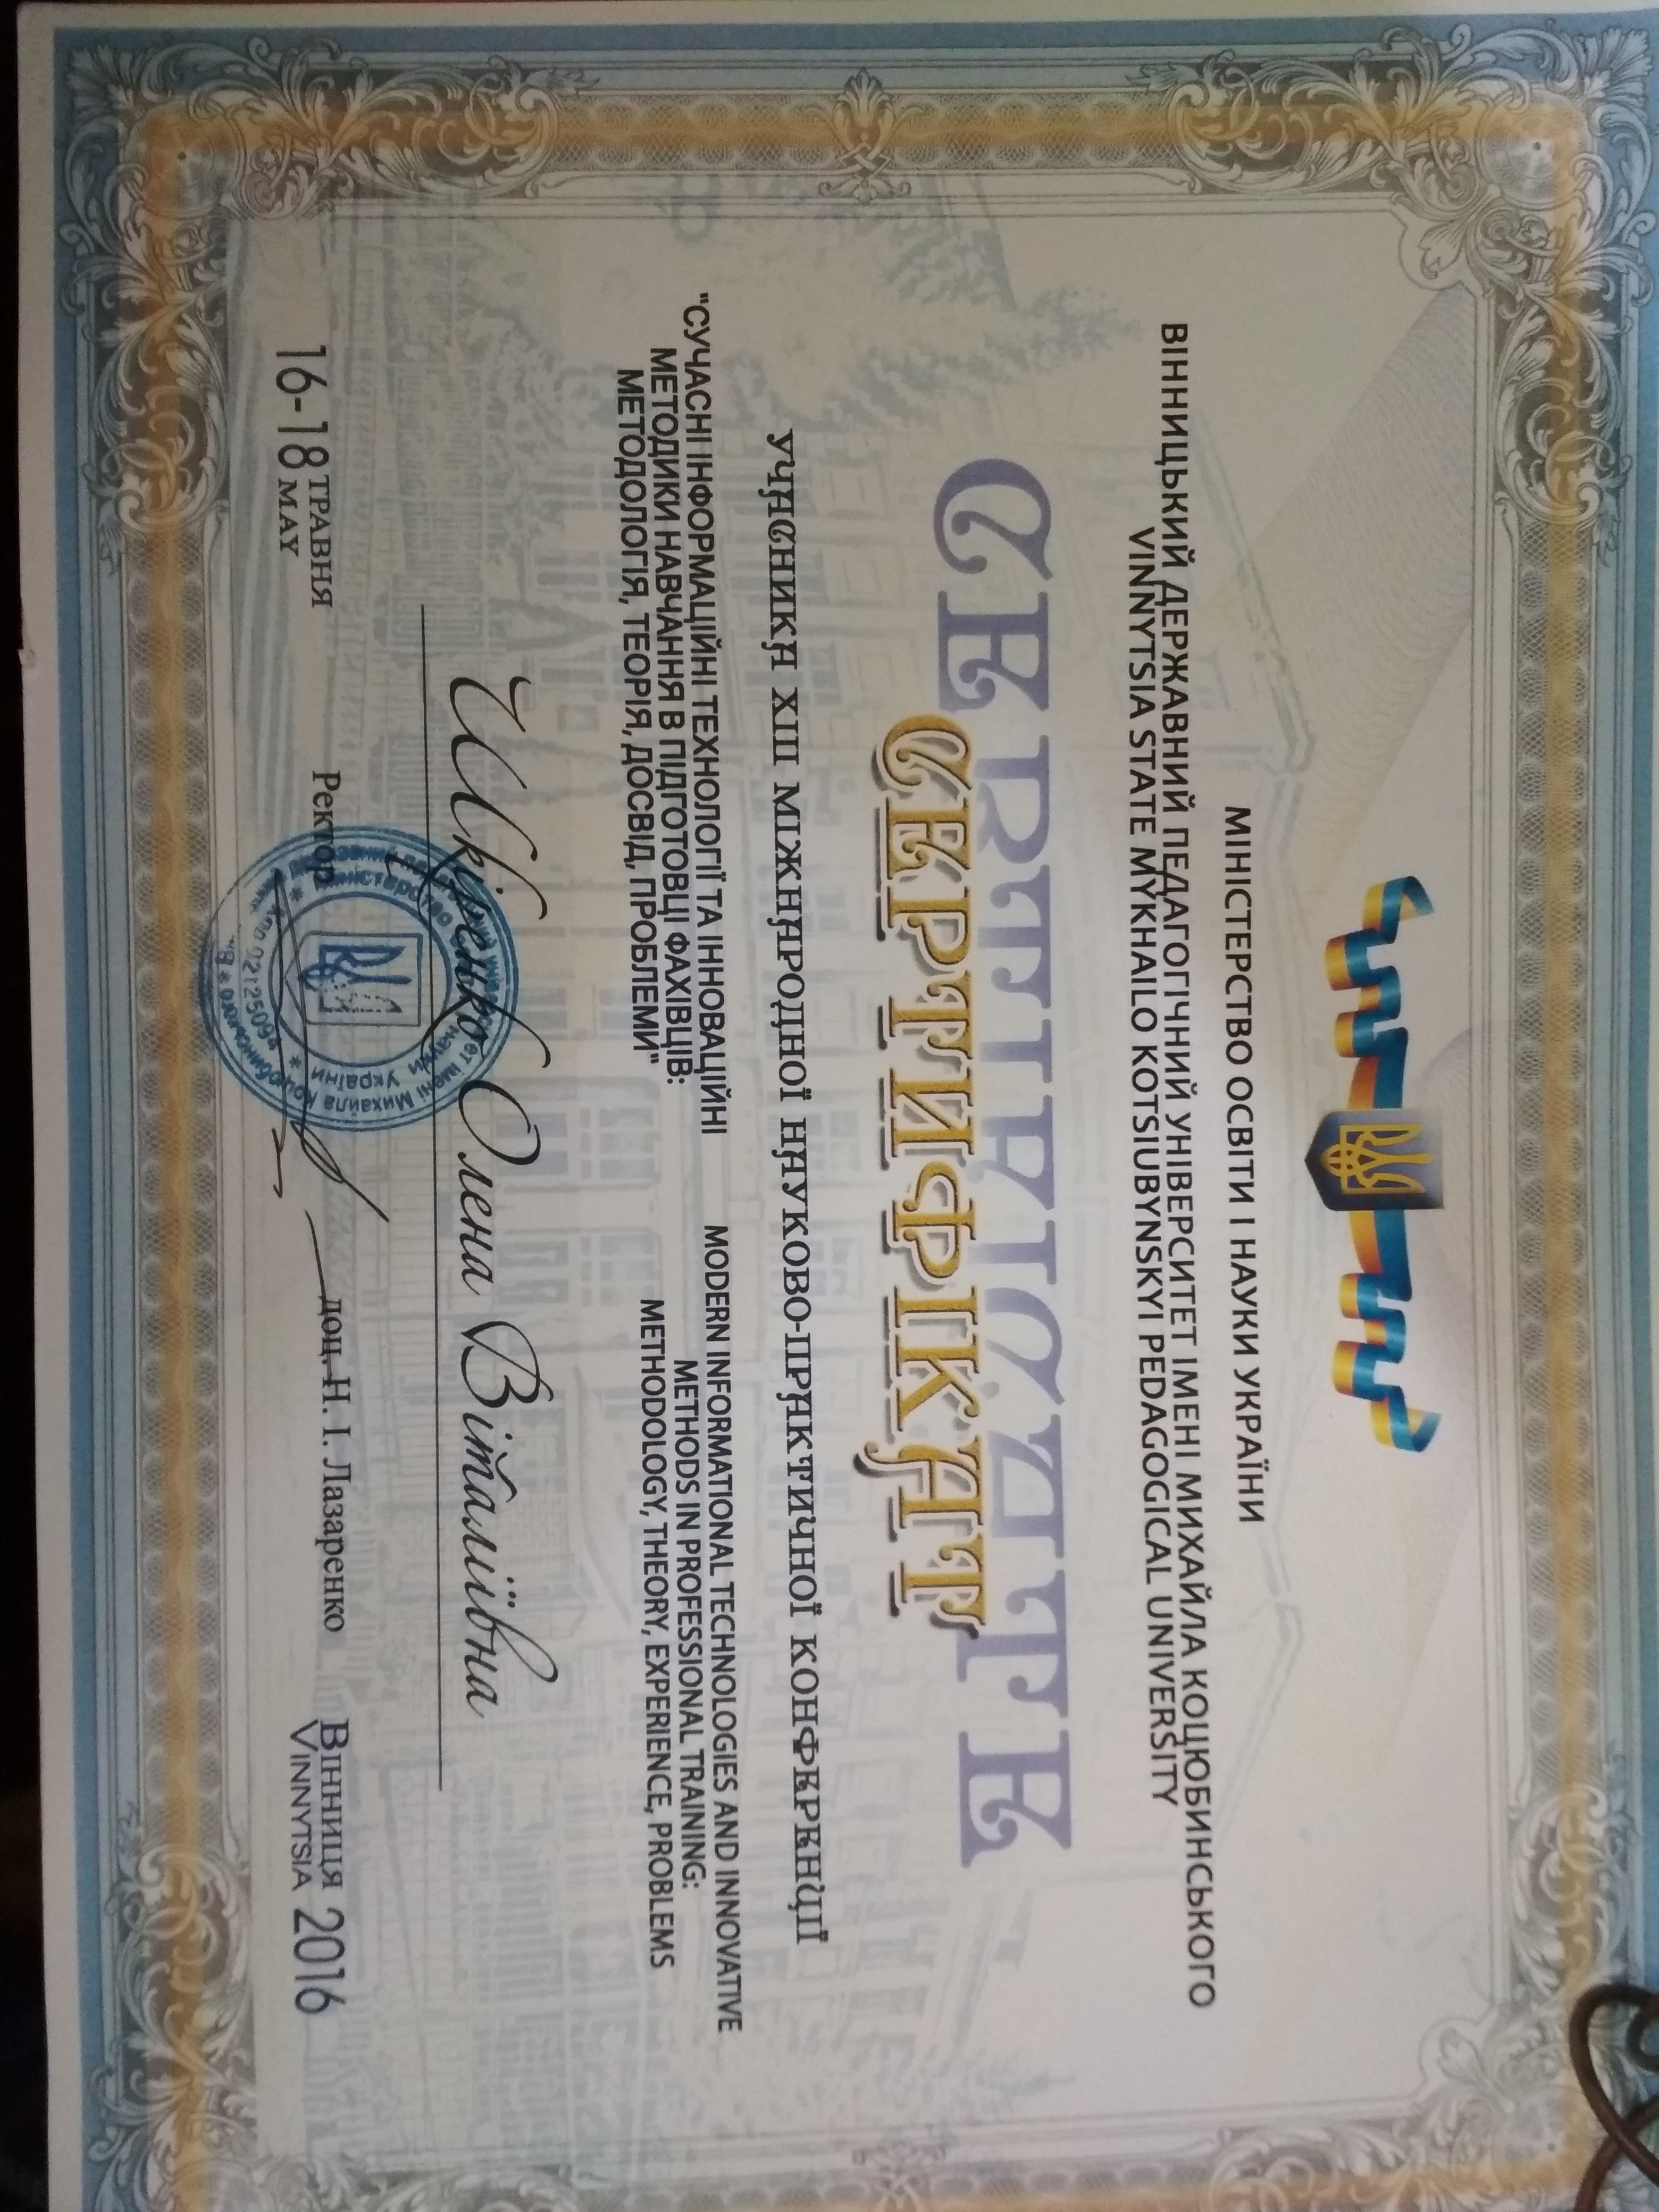 МІНІСТЕРСТВО ОСВІТИ І НАУКИ УКРАЇНИ
ВІННИЦЬКИЙ ДЕРЖАВНИЙ ПЕДАГОГІЧНИЙ УНІВЕРСИТЕТ ІМЕНІ МИХАЙЛА КОЦЮБИНСЬКОГО
VINNYTSIA STATE MYKHAILO KOTSIUBYNSKYI PEDAGOGICAL UNIVERSITY
CERTIFICATE
СЕРТИФІКАТ
УЧАСНИКА XIII МІЖНАРОДНОЇ НАУКОВО-ПРАКТИЧНОЇ КОНФЕРЕНЦІЇ
"СУЧАСНІ ІНФОРМАЦІЙНІ ТЕХНОЛОГІЇ ТА ІННОВАЦІЙНІ
МЕТОДИКИ НАВЧАННЯ В ПІДГОТОВЦІ ФАХІВЦІВ:
МЕТОДОЛОГІЯ, ТЕОРІЯ, ДОСВІД, ПРОБЛЕМИ"
MODERN INFORMATIONAL TECHNOLOGIES AND INNOVATIVE
METHODS IN PROFESSIONAL TRAINING:
METHODOLOGY, THEORY, EXPERIENCE, PROBLEMS
Шкіренко Олена Віталіївна
16-18 ТРАВНЯ
MAY
Ректор
доц. Н. І. Лазаренко
ВІННИЦЯ
VINNYTSIA 2016